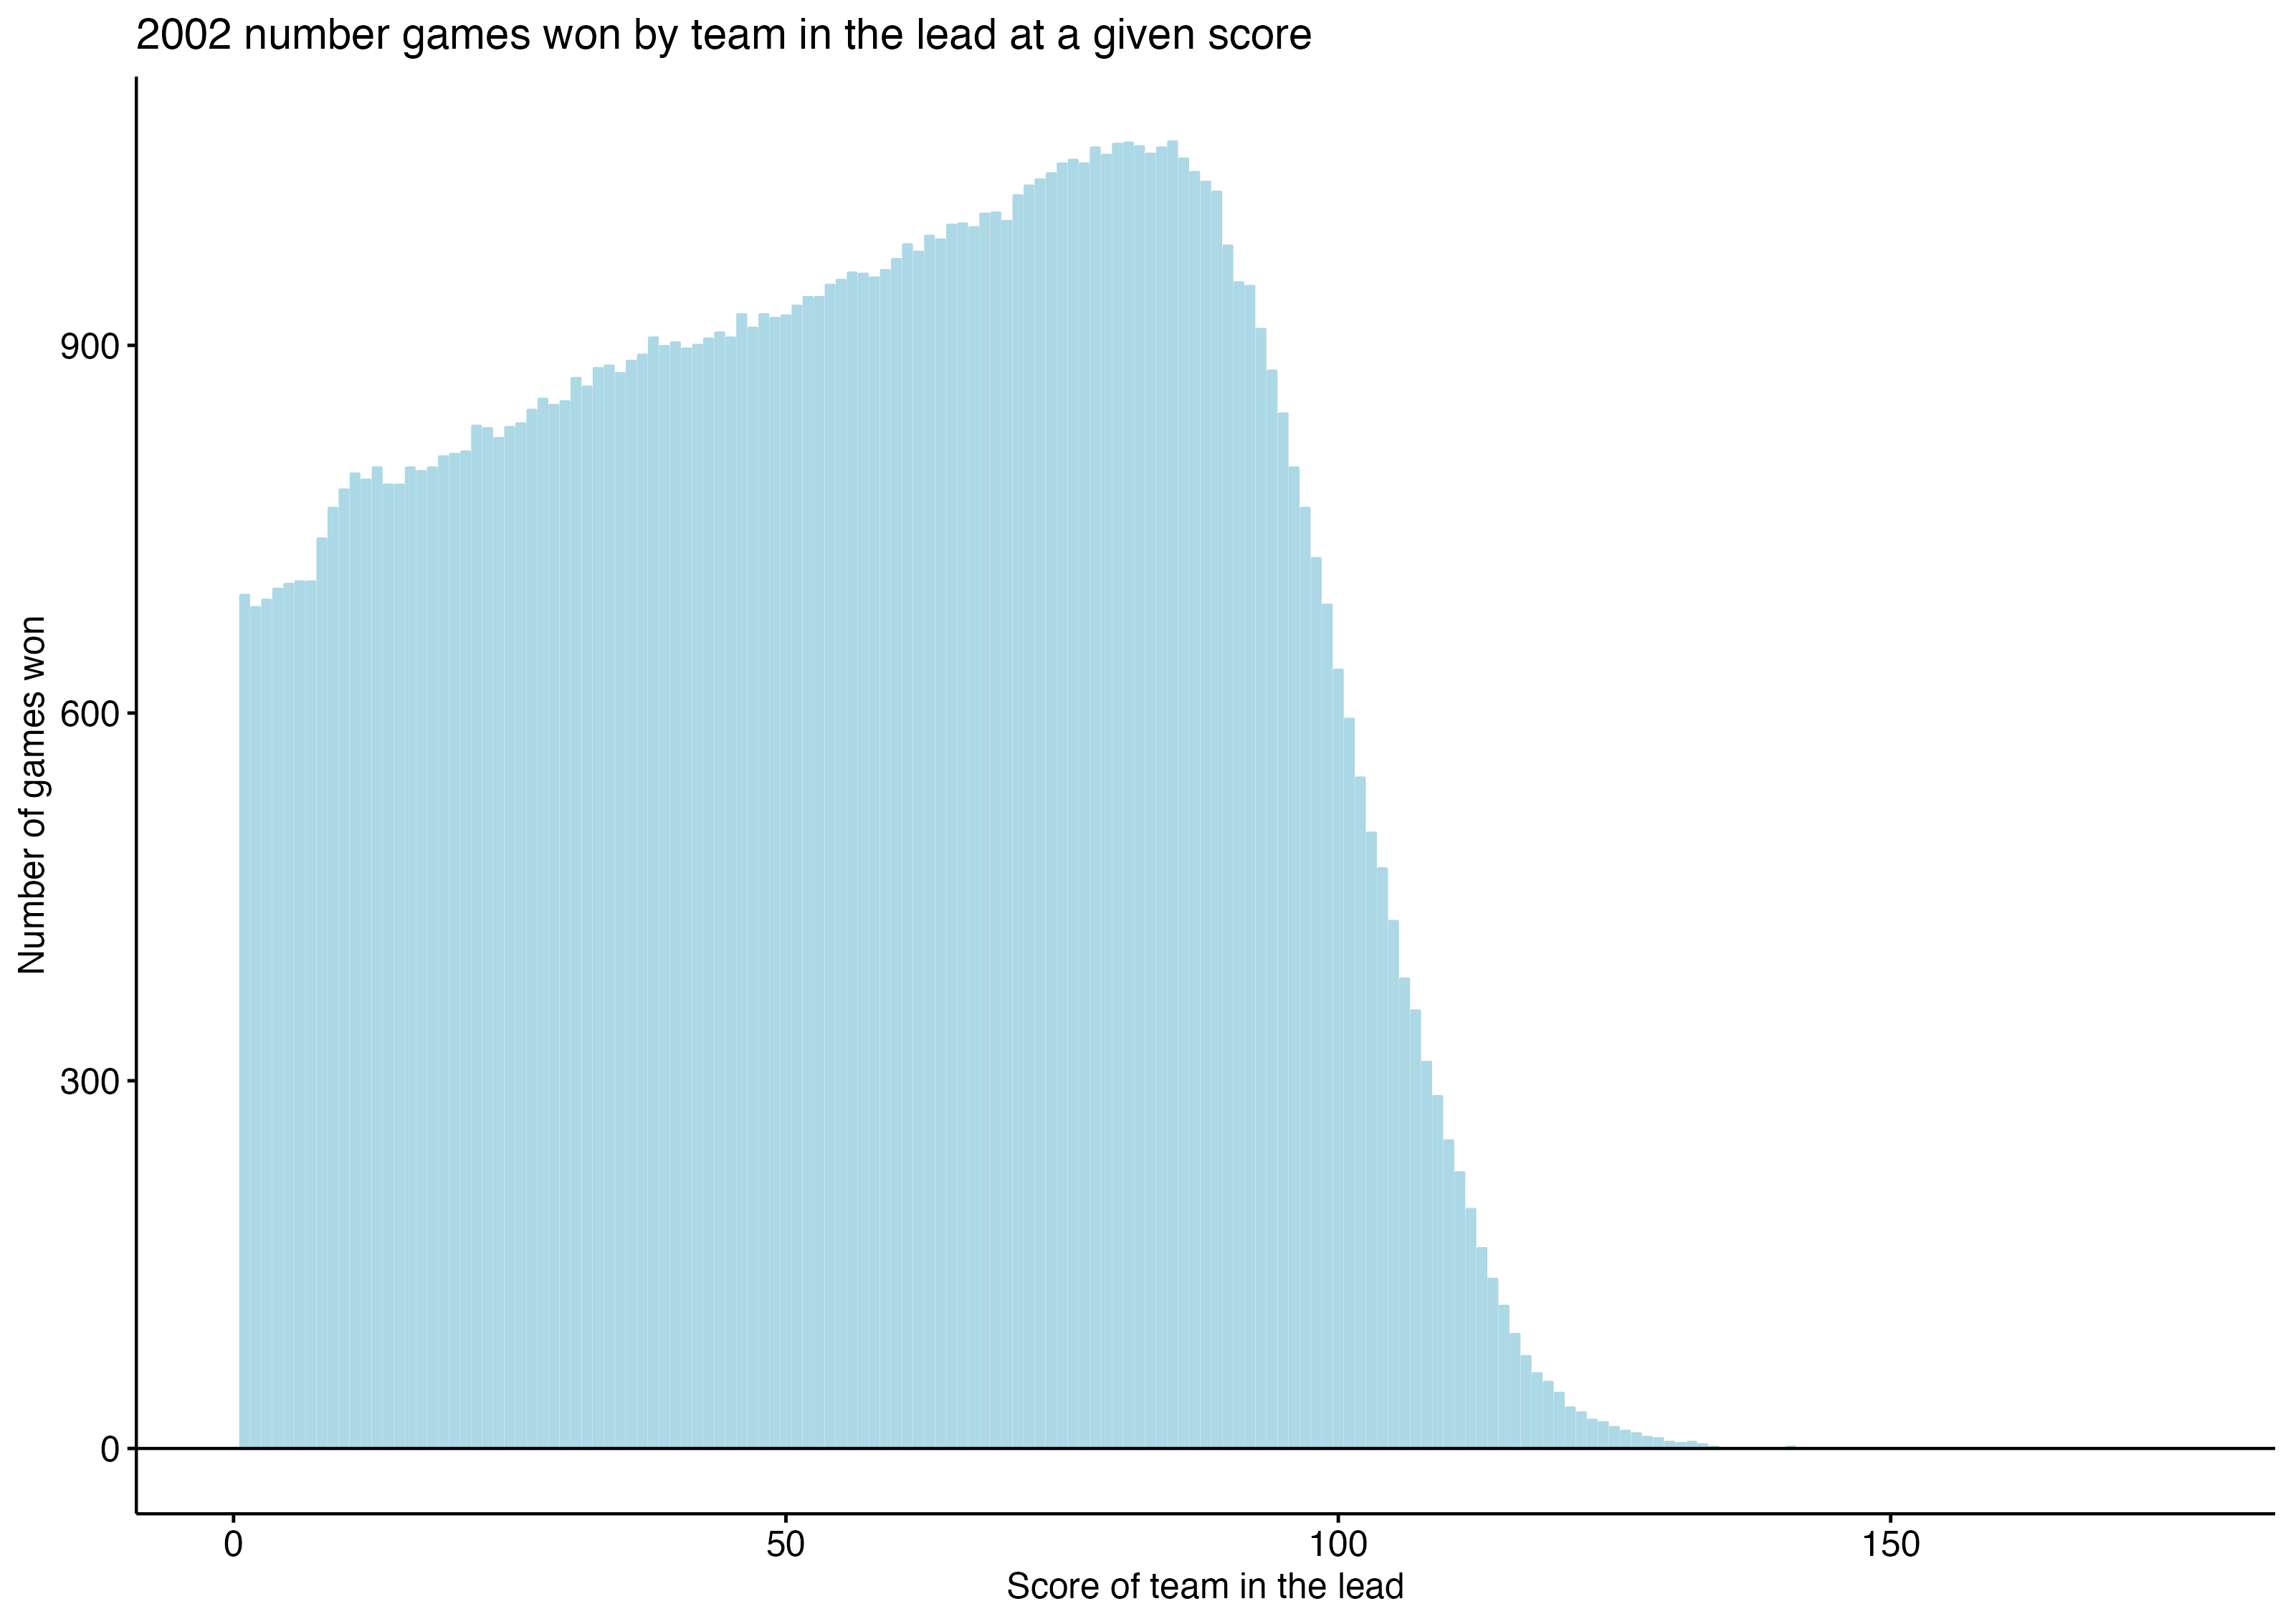 2002 number games won by team in the lead at a given score
Number of games won
900
600
300
0
0 50 100 150
Score of team in the lead